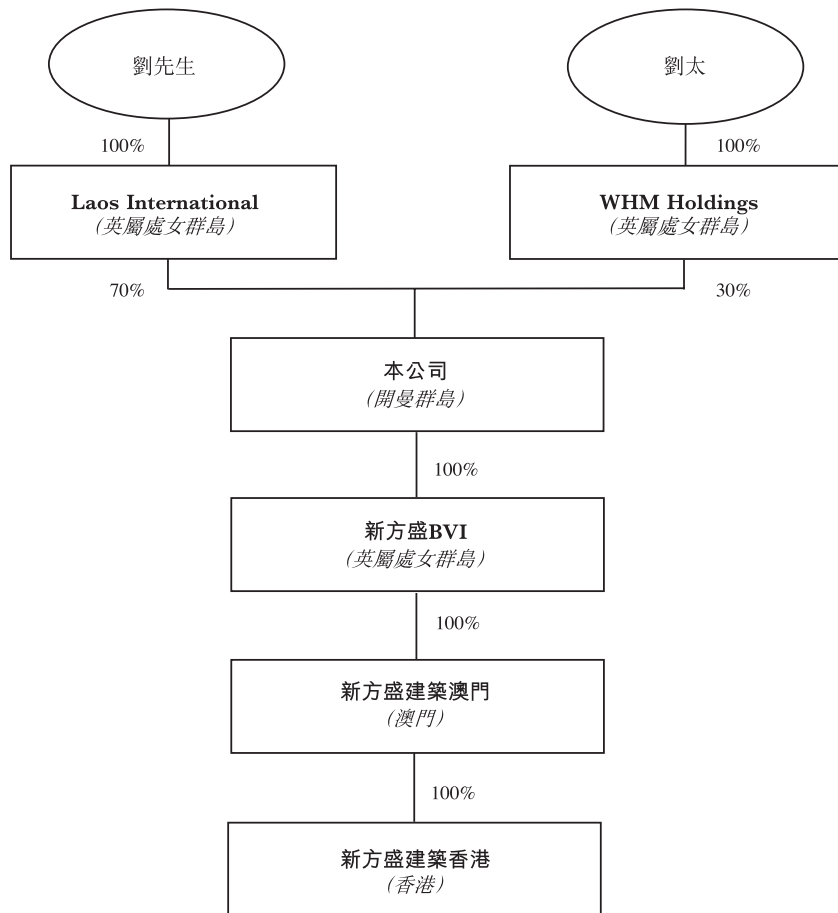 劉先生
劉太
100%
100%
Laos International
(英屬處女群島)
WHM Holdings
(英屬處女群島)
70%
30%
本公司
(開曼群島)
100%
新方盛BVI
(英屬處女群島)
100%
新方盛建築澳門
(澳門)
100%
新方盛建築香港
(香港)